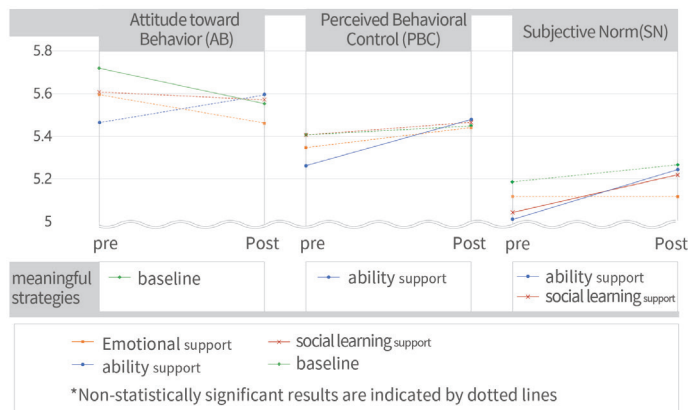 Attitude toward
Behavior (AB)
Perceived Behavioral
Control (PBC)
Subjective Norm(SN)
5.8
5.6
5.4
5.2
5
pre
Post
pre
Post
pre
Post
meaningful
strategies
baseline
ability support
ability support
social learning support
Emotional support
social learning support
ability support
baseline
*Non-statistically significant results are indicated by dotted lines